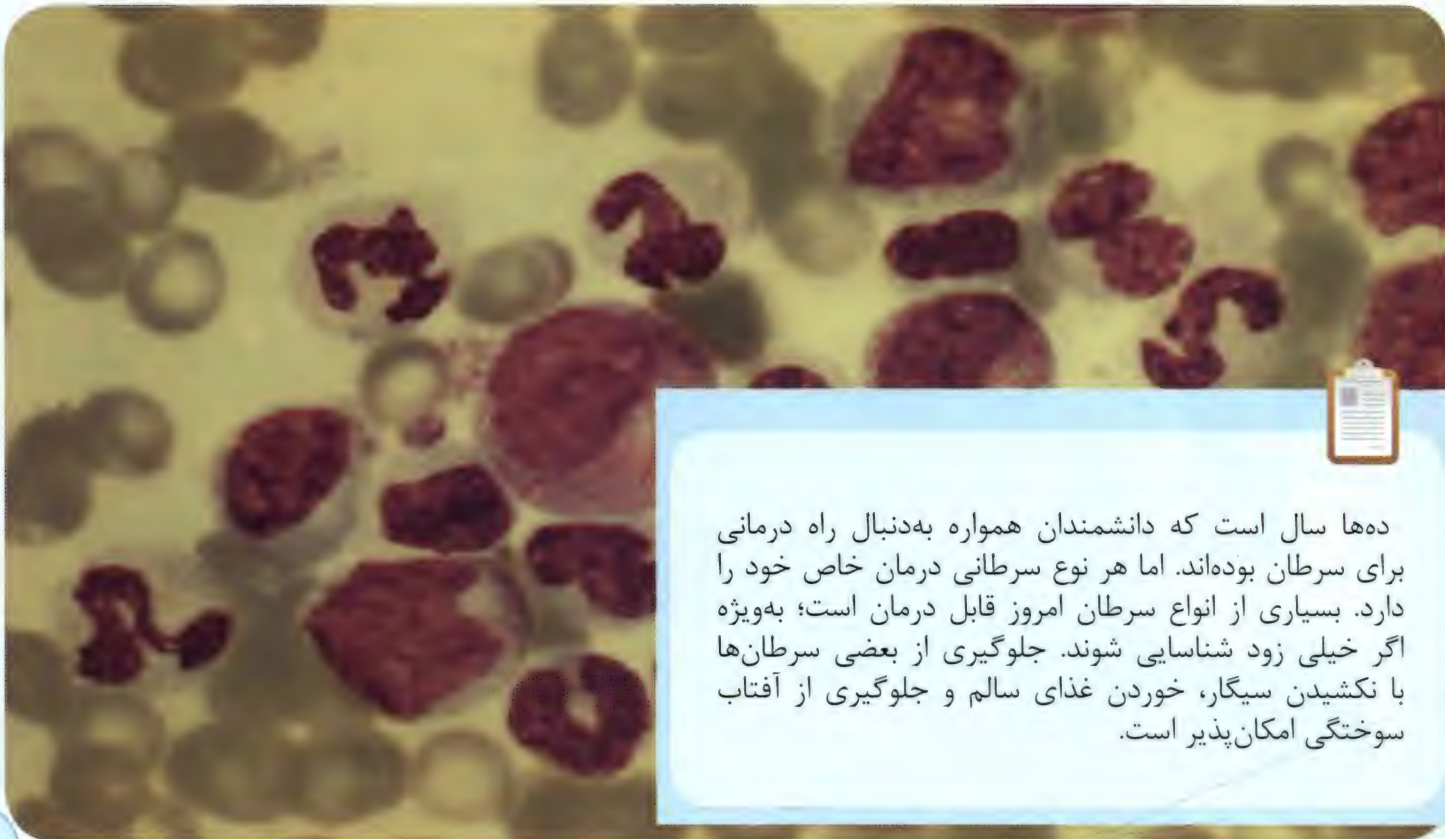 ده‌ها سال است که دانشمندان همواره به‌دنبال راه درمانی
برای سرطان بوده‌اند. اما هر نوع سرطانی درمان خاص خود را
دارد. بسیاری از انواع سرطان امروز قابل درمان است؛ به‌ویژه
اگر خیلی زود شناسایی شوند. جلوگیری از بعضی سرطان‌ها
با نکشیدن سیگار، خوردن غذای سالم و جلوگیری از آفتاب
سوختگی امکان‌پذیر است.